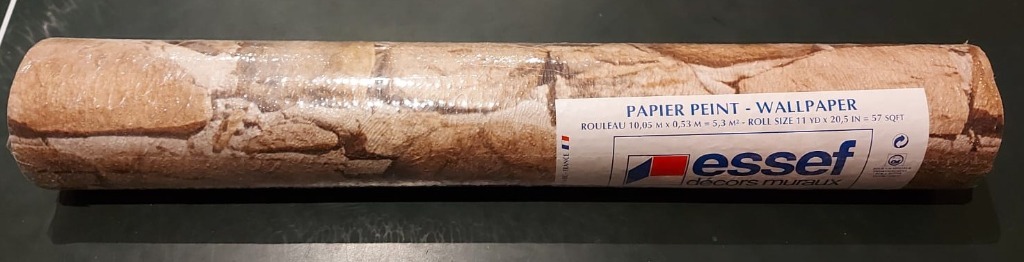 PAPIER PEINT - WALLPAPER
ROULEAU 10,05 M x 0,53 M = 5,3 M² - ROLL SIZE 11 YD x 20,5 IN = 57 SQFT
essef
décors muraux